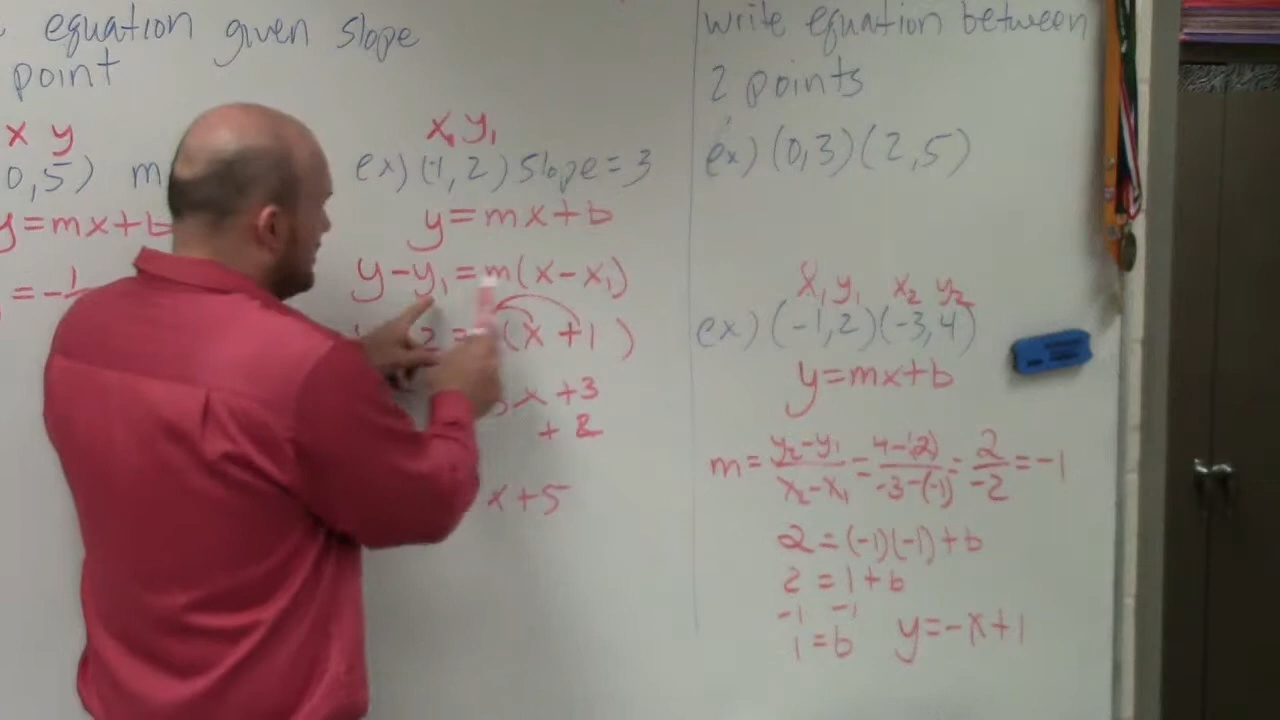 equation given slope
point
x y
0,5) m
y=mx+b
= -1
x₁ y₁
ex) (-1, 2) slope = 3
y = mx+b
y - y₁ = m(x - x₁)
2 = (x + 1)
3x + 3
+ 2
x + 5
write equation between
2 points
ex) (0,3) (2,5)
x₁ y₁ x₂ y₂
ex) (-1,2)(-3,4)
y=mx+b
m = y₂-y₁/x₂-x₁ = 4-(2)/-3-(-1) = 2/-2 = -1
2 = (-1)(-1) + b
2 = 1 + b
-1 -1
1 = b y = -x+1